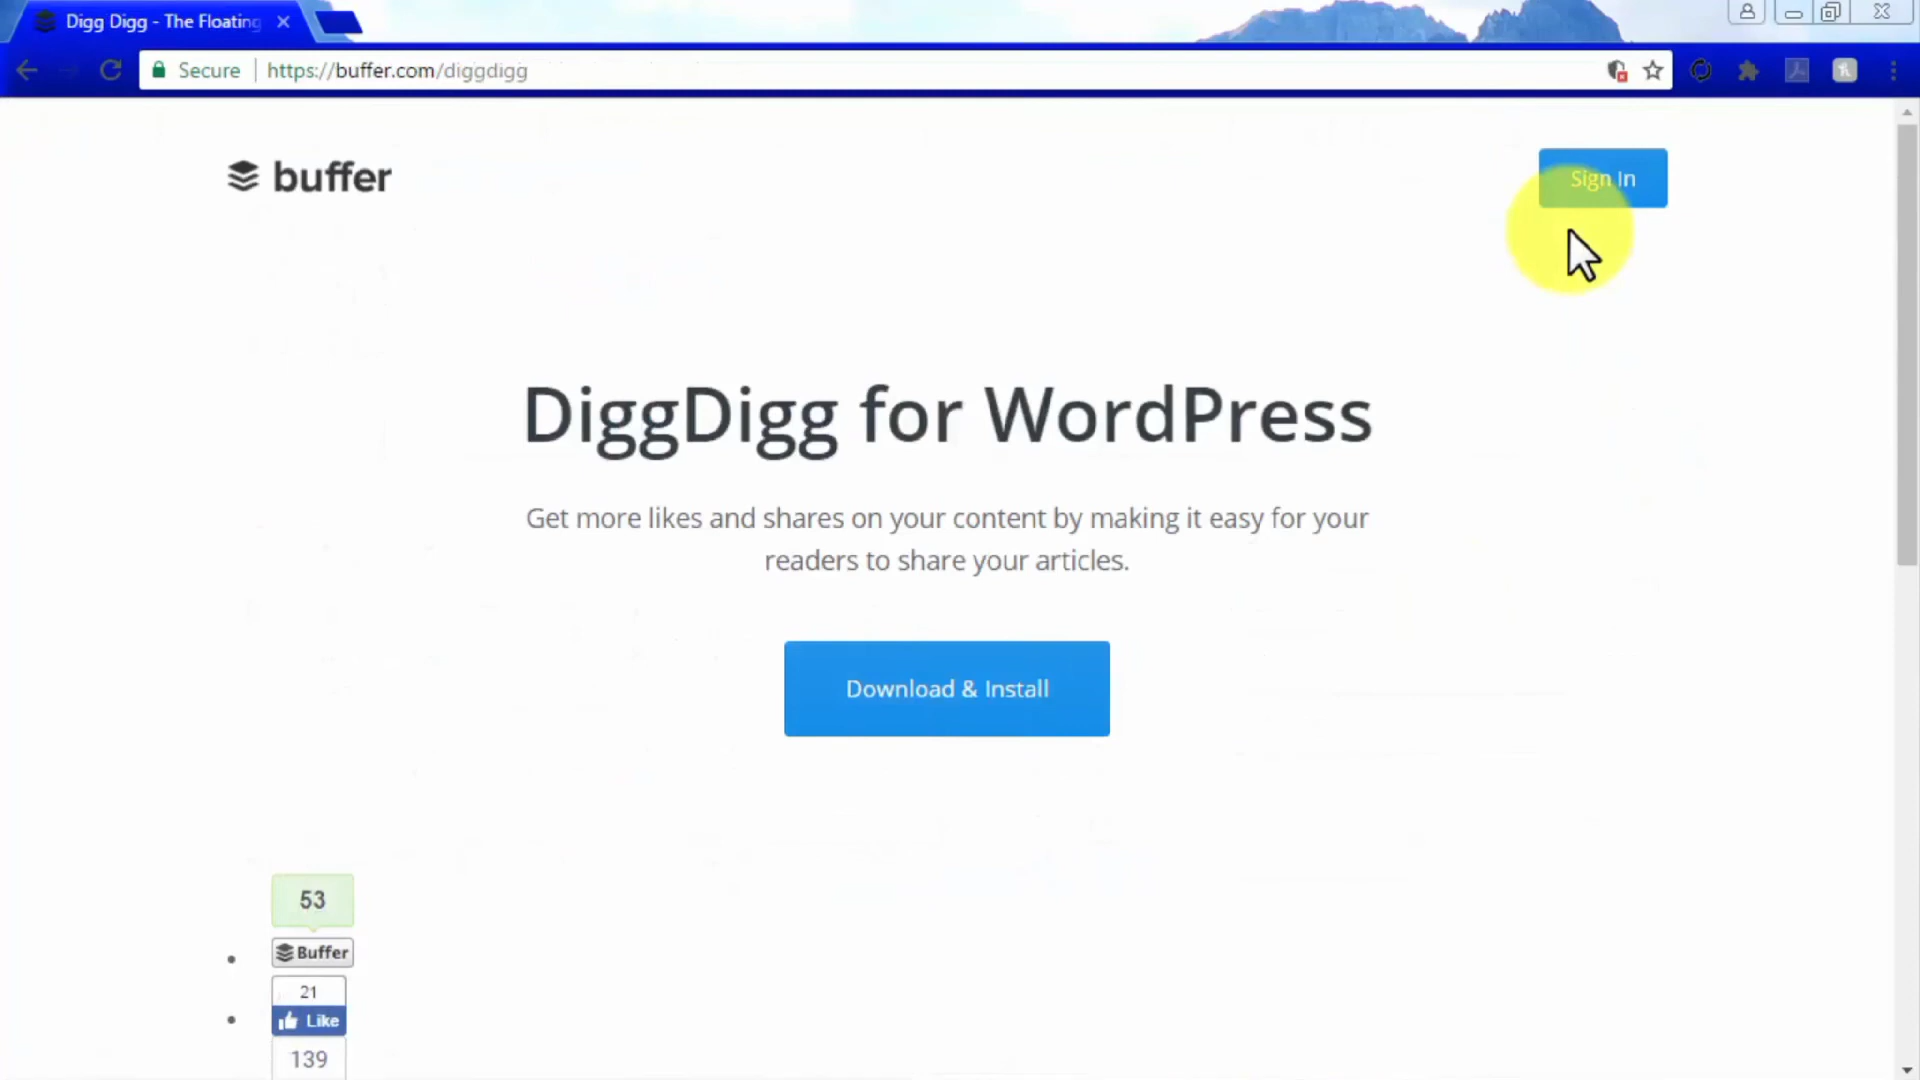 Digg Digg - The Floating
Secure
https://buffer.com/diggdigg
buffer
Sign In
DiggDigg for WordPress
Get more likes and shares on your content by making it easy for your
readers to share your articles.
Download & Install
53
Buffer
21
Like
139